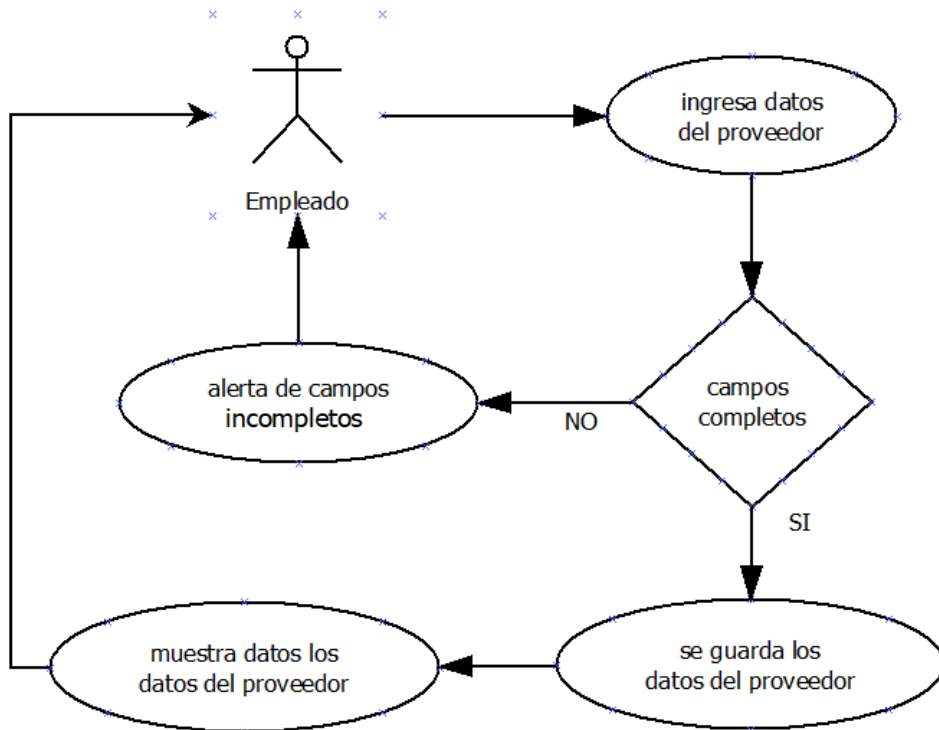 ingresa datos
del proveedor
Empleado
campos
completos
NO
alerta de campos
incompletos
SI
se guarda los
datos del proveedor
muestra datos los
datos del proveedor